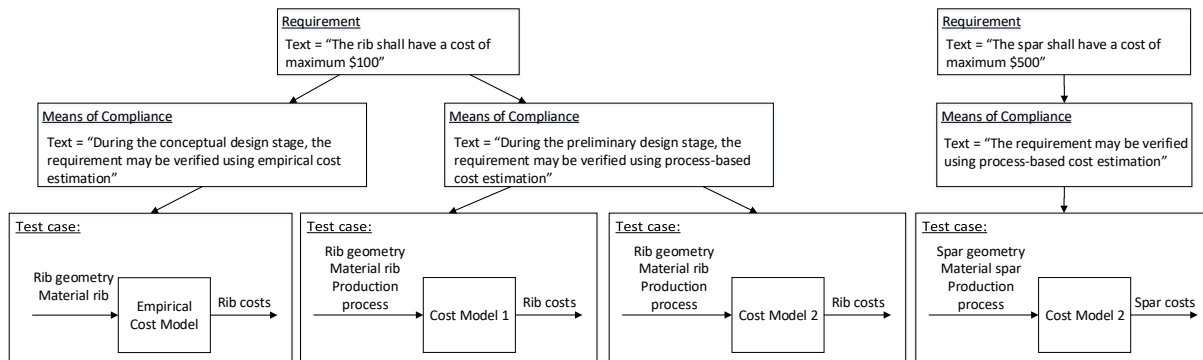 Requirement
Text = “The rib shall have a cost of
maximum $100”
Requirement
Text = “The spar shall have a cost of
maximum $500”
Means of Compliance
Text = “During the conceptual design stage, the
requirement may be verified using empirical cost
estimation”
Means of Compliance
Text = “During the preliminary design stage, the
requirement may be verified using process-based
cost estimation”
Means of Compliance
Text = “The requirement may be verified
using process-based cost estimation”
Test case:
Rib geometry
Material rib
Empirical
Cost Model
Rib costs
Test case:
Rib geometry
Material rib
Production
process
Cost Model 1
Rib costs
Test case:
Rib geometry
Material rib
Production
process
Cost Model 2
Rib costs
Test case:
Spar geometry
Material spar
Production
process
Cost Model 2
Spar costs